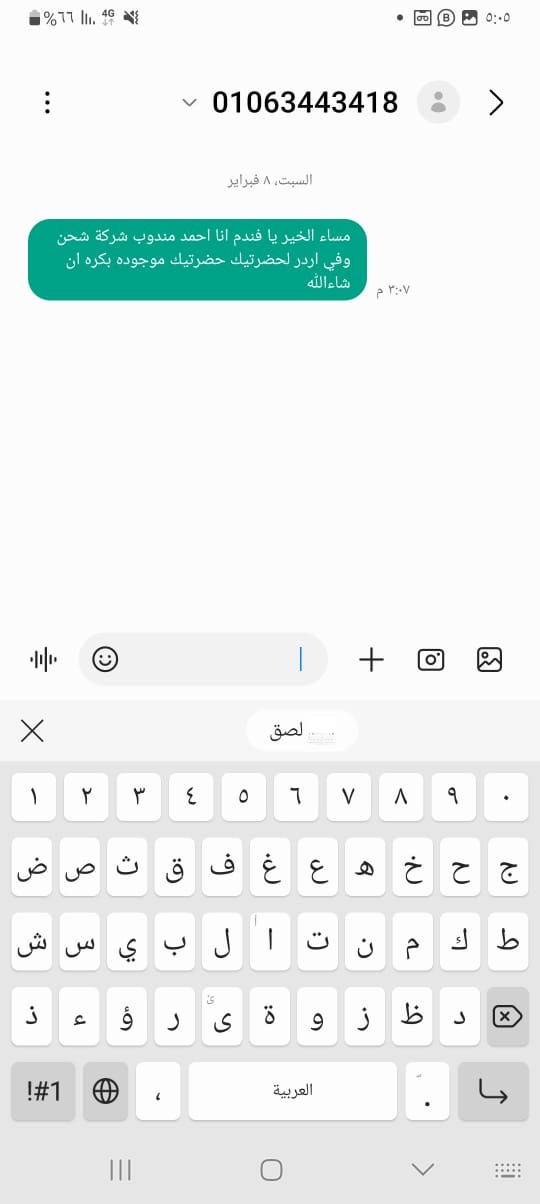 ٥:٠٥
4G
%٦٦
01063443418
السبت، ٨ فبراير
مساء الخير يا فندم انا احمد مندوب شركة شحن
وفي اردر لحضرتيك حضرتيك موجوده بكره ان
شاءالله
٣:٠٧ م
لصق
١ ٢ ٣ ٤ ٥ ٦ ٧ ٨ ٩ ٠
ض ص ث ق ف غ ع ه خ ح ج
ش س ي ب ل ا ت ن م ك ط
ذ ء ؤ ر ى ة و ز ظ د
!#1 ، العربية .